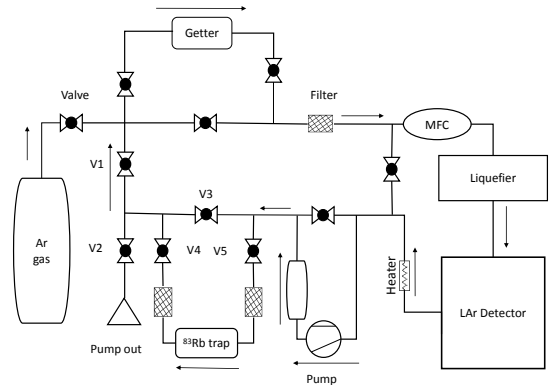 Getter
Valve
Filter
MFC
V1
Liquefier
V3
Ar
gas
V2
V4
V5
Heater
LAr Detector
⁸³Rb trap
Pump out
Pump